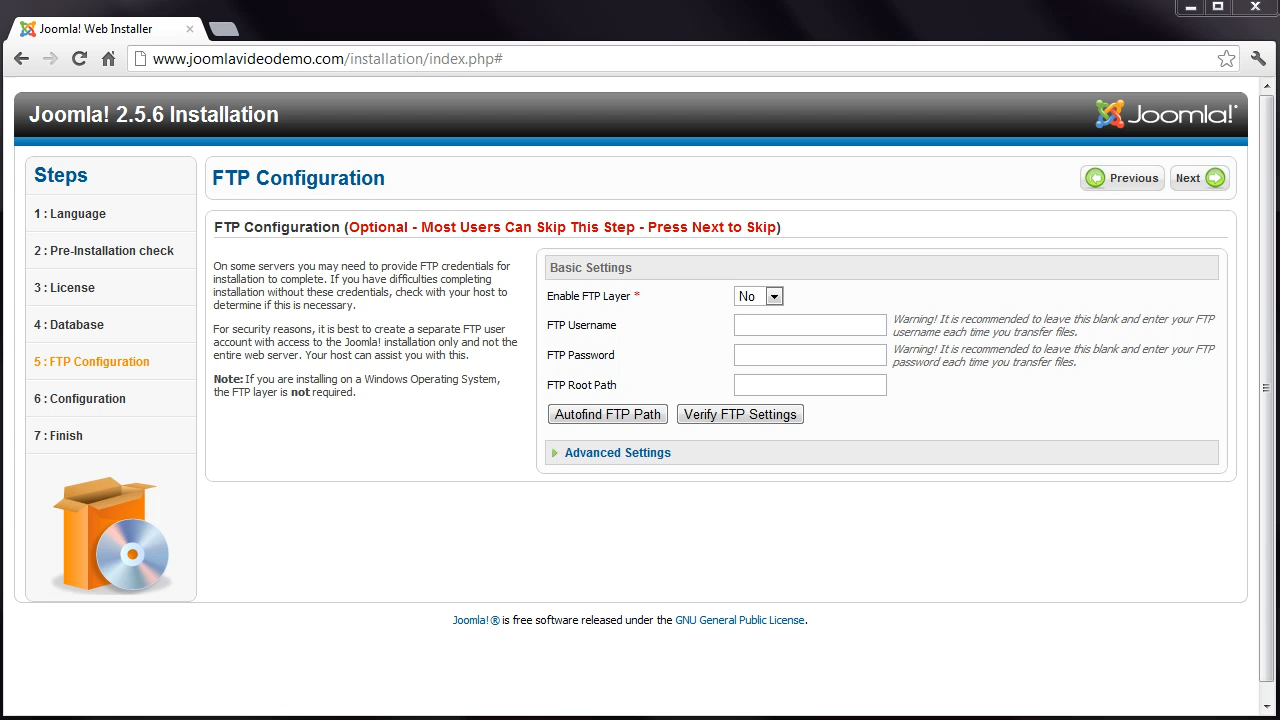 Joomla! Web Installer
www.joomlavideodemo.com/installation/index.php#
Joomla! 2.5.6 Installation
Joomla!
Steps
1 : Language
2 : Pre-Installation check
3 : License
4 : Database
5 : FTP Configuration
6 : Configuration
7 : Finish
FTP Configuration
Previous
Next
FTP Configuration (Optional - Most Users Can Skip This Step - Press Next to Skip)
On some servers you may need to provide FTP credentials for
installation to complete. If you have difficulties completing
installation without these credentials, check with your host to
determine if this is necessary.
For security reasons, it is best to create a separate FTP user
account with access to the Joomla! installation only and not the
entire web server. Your host can assist you with this.
Note: If you are installing on a Windows Operating System,
the FTP layer is not required.
Basic Settings
Enable FTP Layer *
No
FTP Username
Warning! It is recommended to leave this blank and enter your FTP
username each time you transfer files.
FTP Password
Warning! It is recommended to leave this blank and enter your FTP
password each time you transfer files.
FTP Root Path
Autofind FTP Path
Verify FTP Settings
Advanced Settings
Joomla!® is free software released under the GNU General Public License.